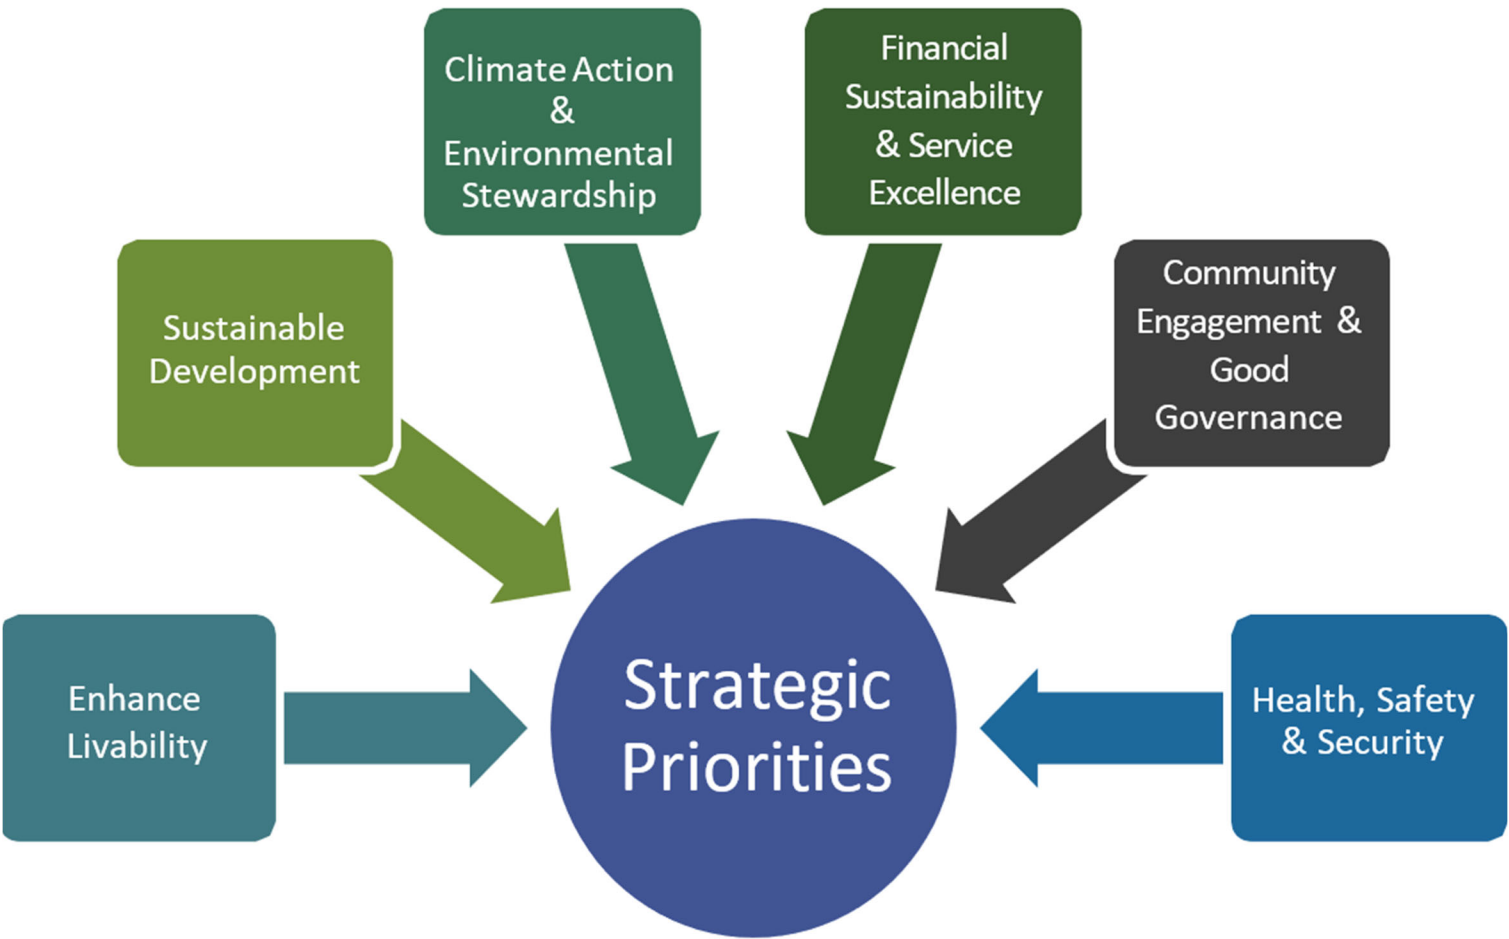 Climate Action
&
Environmental
Stewardship
Financial
Sustainability
& Service
Excellence
Sustainable
Development
Community
Engagement &
Good
Governance
Enhance
Livability
Strategic
Priorities
Health, Safety
& Security